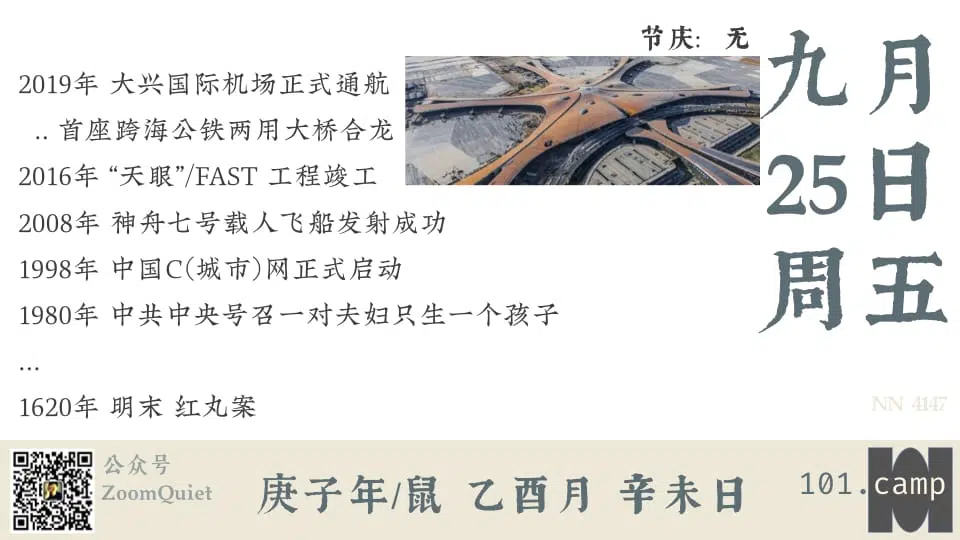 节庆： 无
九月
25日
周五
2019年 大兴国际机场正式通航
.. 首座跨海公铁两用大桥合龙
2016年 “天眼”/FAST 工程竣工
2008年 神舟七号载人飞船发射成功
1998年 中国C(城市)网正式启动
1980年 中共中央号召一对夫妇只生一个孩子
...
1620年 明末 红丸案
NN 4147
公众号
ZoomQuiet
庚子年/鼠 乙酉月 辛未日
101.camp